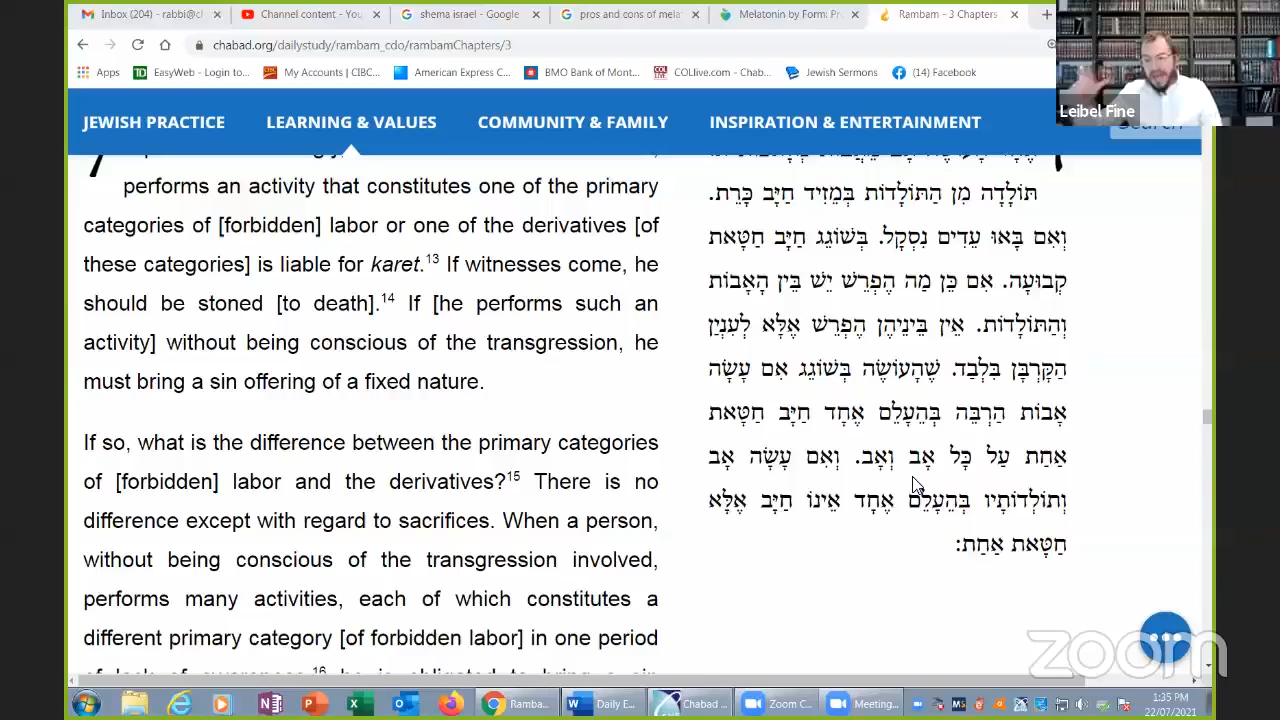 Inbox (204) - rabbi@c
Channel content - You
shema israel - Google
pros and cons of mela
Melatonin by Form: Pr
Rambam - 3 Chapters
chabad.org/dailystudy/rambam_cdo/rambamChapters/3
Apps
EasyWeb - Login to...
My Accounts | CIBC...
American Express C...
BMO Bank of Mont...
COLlive.com - Chab...
Jewish Sermons
(14) Facebook
Leibel Fine
JEWISH PRACTICE
LEARNING & VALUES
COMMUNITY & FAMILY
INSPIRATION & ENTERTAINMENT
Search
performs an activity that constitutes one of the primary
categories of [forbidden] labor or one of the derivatives [of
these categories] is liable for karet.13 If witnesses come, he
should be stoned [to death].14 If [he performs such an
activity] without being conscious of the transgression, he
must bring a sin offering of a fixed nature.
If so, what is the difference between the primary categories
of [forbidden] labor and the derivatives?15 There is no
difference except with regard to sacrifices. When a person,
without being conscious of the transgression involved,
performs many activities, each of which constitutes a
different primary category [of forbidden labor] in one period
תּוֹלָדָה מִן הַתּוֹלָדוֹת בְּמֵזִיד חַיָּב כָּרֵת.
וְאִם בָּאוּ עֵדִים נִסְקָל. בְּשׁוֹגֵג חַיָּב חַטָּאת
קְבוּעָה. אִם כֵּן מַה הֶפְרֵשׁ יֵשׁ בֵּין הָאָבוֹת
וְהַתּוֹלָדוֹת. אֵין בֵּינֵיהֶן הֶפְרֵשׁ אֶלָּא לְעִנְיַן
הַקָּרְבָּן בִּלְבַד. שֶׁהָעוֹשֶׂה בְּשׁוֹגֵג אִם עָשָׂה
אָבוֹת הַרְבֵּה בְּהֶעְלֵם אֶחָד חַיָּב חַטָּאת
אַחַת עַל כָּל אָב וְאָב. וְאִם עָשָׂה אָב
וְתוֹלְדוֹתָיו בְּהֶעְלֵם אֶחָד אֵינוֹ חַיָּב אֶלָּא
חַטָּאת אַחַת:
zoom
Ramba...
Daily E...
Chabad ...
Zoom C...
Meeting...
1:35 PM
22/07/2021